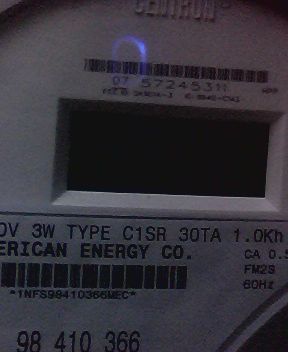 CENTRON
07 57245311
0V 3W TYPE C1SR 30TA 1.0Kh
ERICAN ENERGY CO.
CA 0.5
FM2S
60Hz
*1NFS98410366MEC*
98 410 366